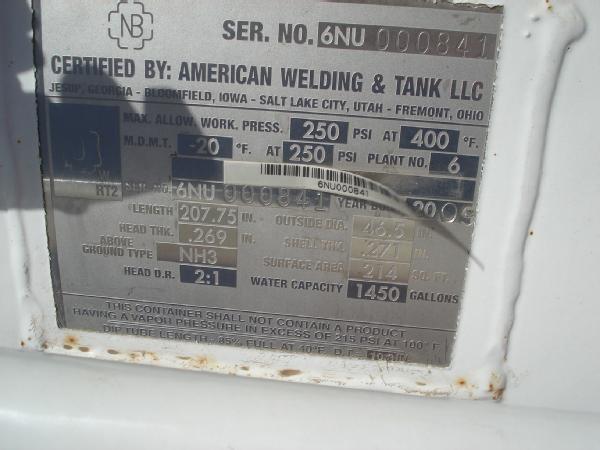 NB
SER. NO. 6NU 000841
CERTIFIED BY: AMERICAN WELDING & TANK LLC
JESUP, GEORGIA - BLOOMFIELD, IOWA - SALT LAKE CITY, UTAH - FREMONT, OHIO
MAX. ALLOW. WORK. PRESS. 250 PSI AT 400 °F.
M.D.M.T. -20 °F. AT 250 PSI PLANT NO. 6
6NU000841
W
RT2 SER. NO. 6NU 000841 YEAR BUILT 2005
LENGTH 207.75 IN. OUTSIDE DIA. 46.5 IN.
HEAD THK. .269 IN. SHELL THK. .271 IN.
ABOVE GROUND TYPE NH3 SURFACE AREA 214 SQ. FT.
HEAD D.R. 2:1 WATER CAPACITY 1450 GALLONS
THIS CONTAINER SHALL NOT CONTAIN A PRODUCT
HAVING A VAPOR PRESSURE IN EXCESS OF 215 PSI AT 100°F.
DIP TUBE LENGTH, 85% FULL AT 40°F. D.T.